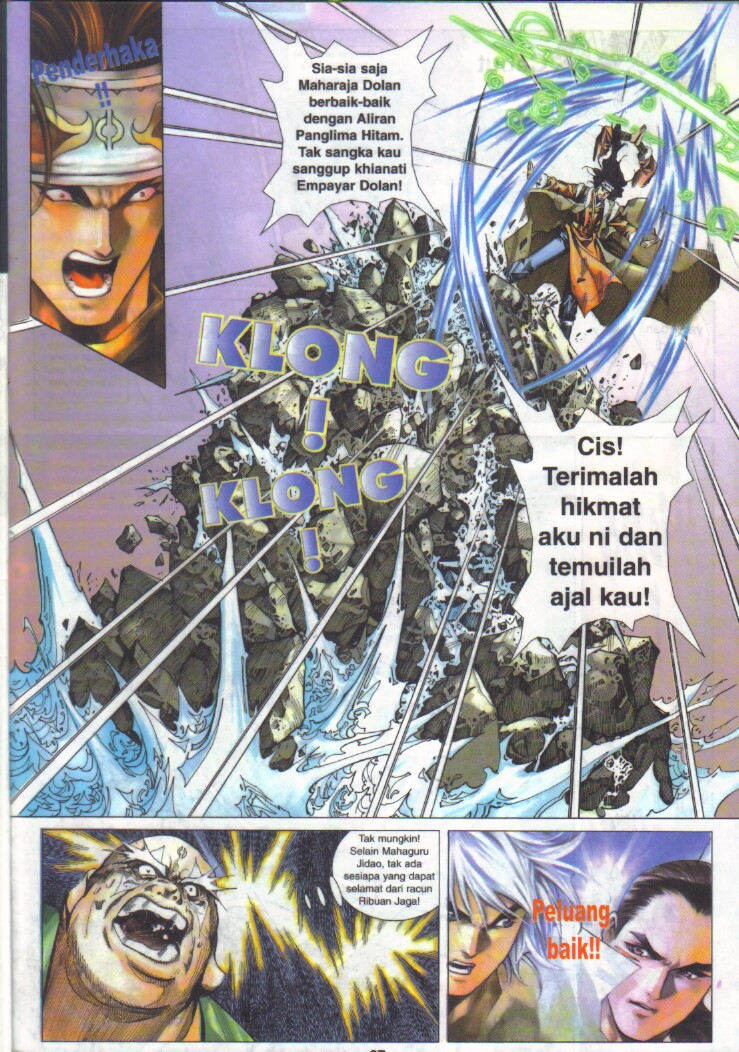 Penderhaka
!!
Sia-sia saja
Maharaja Dolan
berbaik-baik
dengan Aliran
Panglima Hitam.
Tak sangka kau
sanggup khianati
Empayar Dolan!
KLONG
!
KLONG
!
Cis!
Terimalah
hikmat
aku ni dan
temuilah
ajal kau!
Tak mungkin!
Selain Mahaguru
Jidao, tak ada
sesiapa yang dapat
selamat dari racun
Ribuan Jaga!
Peluang
baik!!